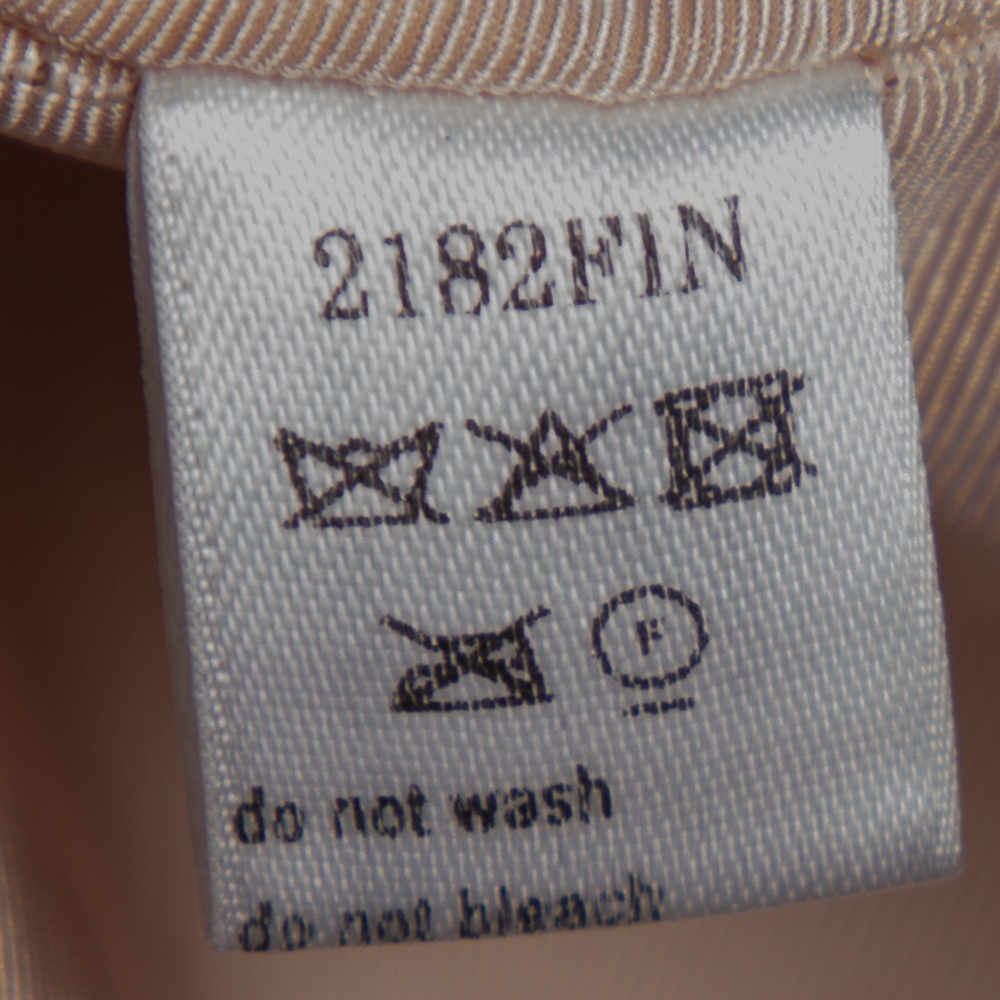 2182FIN
F
do not wash
do not bleach